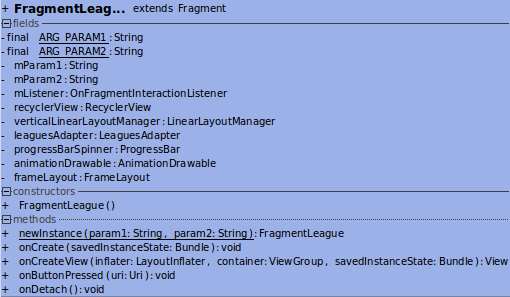 + FragmentLeag... extends Fragment
fields
- final ARG_PARAM1:String
- final ARG_PARAM2:String
- mParam1:String
- mParam2:String
- mListener:OnFragmentInteractionListener
- recyclerView:RecyclerView
- verticalLinearLayoutManager:LinearLayoutManager
- leaguesAdapter:LeaguesAdapter
- progressBarSpinner:ProgressBar
- animationDrawable:AnimationDrawable
- frameLayout:FrameLayout
constructors
+ FragmentLeague()
methods
+ newInstance(param1:String, param2:String):FragmentLeague
+ onCreate(savedInstanceState:Bundle):void
+ onCreateView(inflater:LayoutInflater, container:ViewGroup, savedInstanceState:Bundle):View
+ onButtonPressed(uri:Uri):void
+ onDetach():void